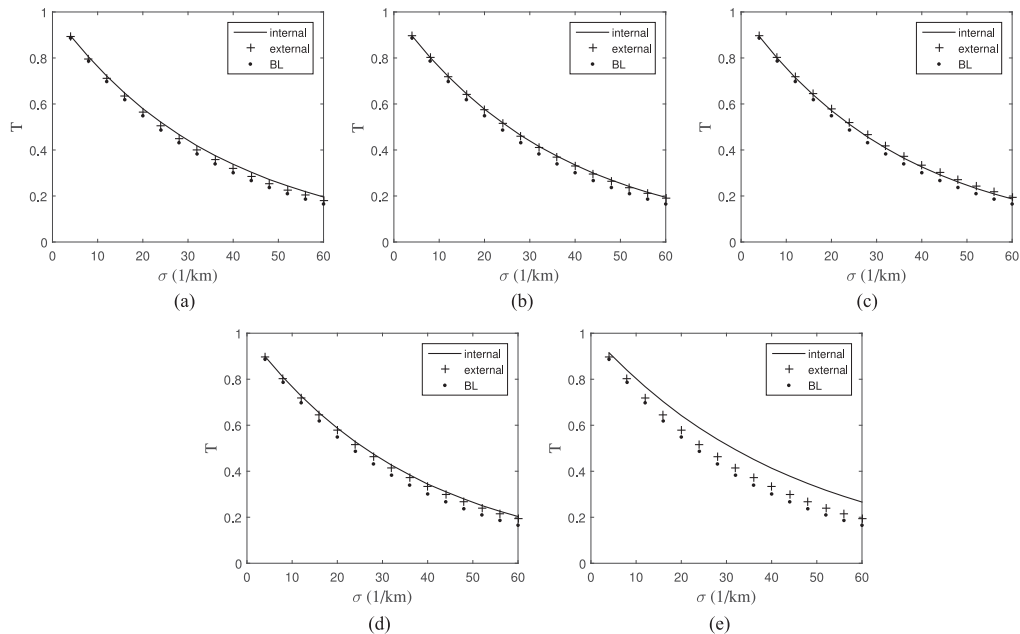 1
0.8
0.6
0.4
0.2
0
T
0 10 20 30 40 50 60
σ (1/km)
internal
external
BL
(a)
1
0.8
0.6
0.4
0.2
0
T
0 10 20 30 40 50 60
σ (1/km)
internal
external
BL
(b)
1
0.8
0.6
0.4
0.2
0
T
0 10 20 30 40 50 60
σ (1/km)
internal
external
BL
(c)
1
0.8
0.6
0.4
0.2
0
T
0 10 20 30 40 50 60
σ (1/km)
internal
external
BL
(d)
1
0.8
0.6
0.4
0.2
0
T
0 10 20 30 40 50 60
σ (1/km)
internal
external
BL
(e)